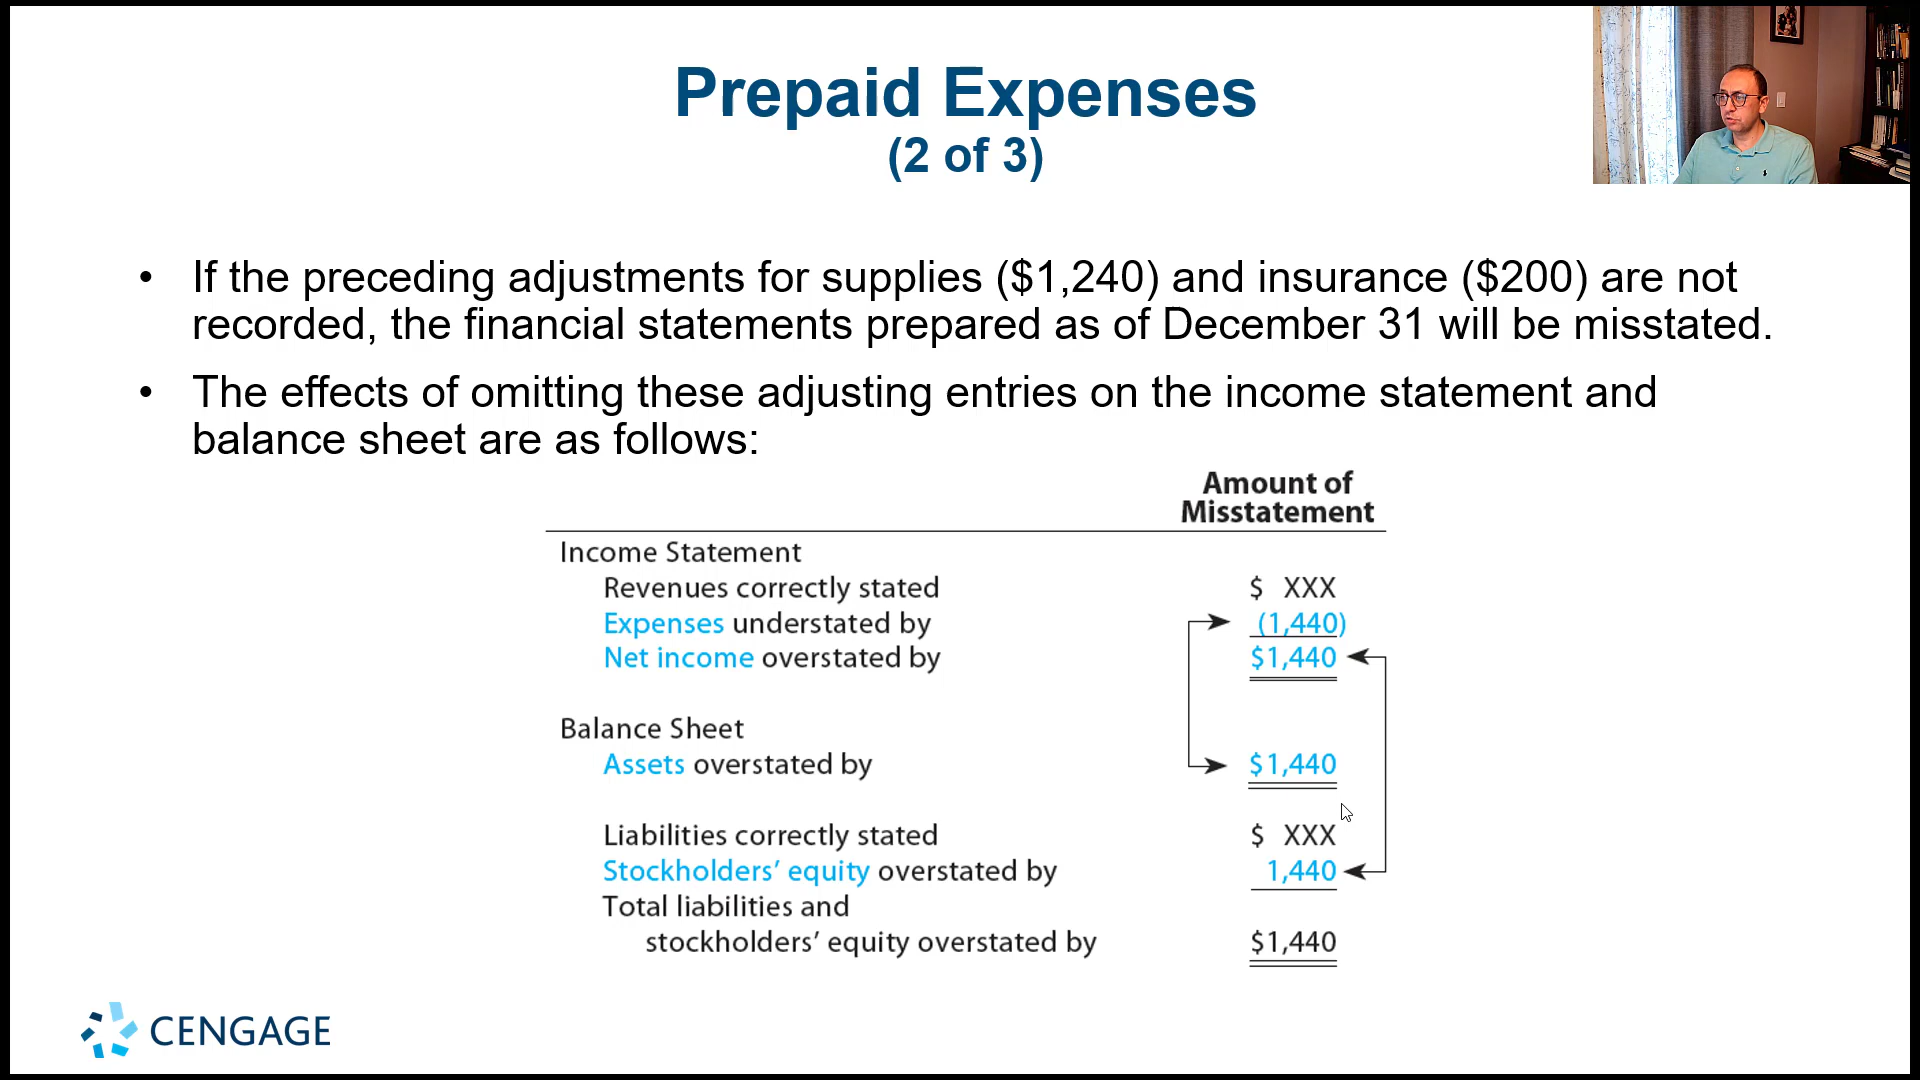 Prepaid Expenses
(2 of 3)
• If the preceding adjustments for supplies ($1,240) and insurance ($200) are not
recorded, the financial statements prepared as of December 31 will be misstated.
• The effects of omitting these adjusting entries on the income statement and
balance sheet are as follows:
Amount of
Misstatement
Income Statement
Revenues correctly stated $ XXX
Expenses understated by (1,440)
Net income overstated by $1,440
Balance Sheet
Assets overstated by $1,440
Liabilities correctly stated $ XXX
Stockholders’ equity overstated by 1,440
Total liabilities and
stockholders’ equity overstated by $1,440
CENGAGE